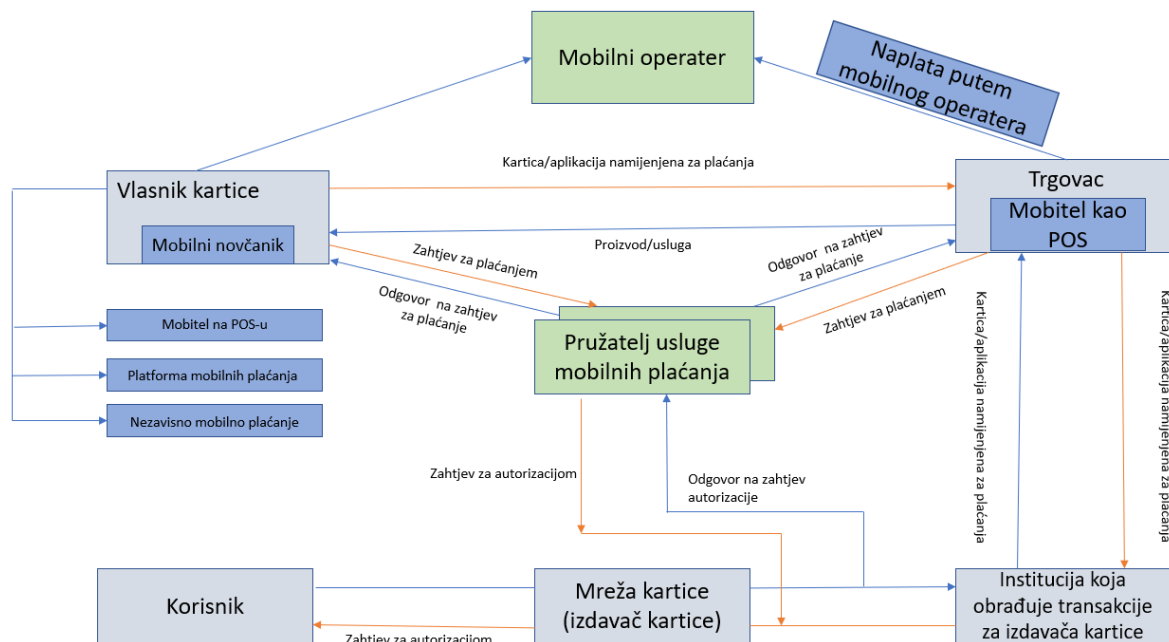 Mobilni operater
Naplata putem
mobilnog operatera
Kartica/aplikacija namijenjena za plaćanja
Vlasnik kartice
Mobilni novčanik
Trgovac
Mobitel kao
POS
Proizvod/usluga
Zahtjev za plaćanjem
Odgovor na zahtjev
za plaćanje
Odgovor na zahtjev
za plaćanje
Zahtjev za plaćanjem
Mobitel na POS-u
Platforma mobilnih plaćanja
Nezavisno mobilno plaćanje
Pružatelj usluge
mobilnih plaćanja
Kartica/aplikacija namijenjena za plaćanja
Kartica/aplikacija namijenjena za plaćanja
Zahtjev za autorizacijom
Odgovor na zahtjev
autorizacije
Korisnik
Mreža kartice
(izdavač kartice)
Institucija koja
obrađuje transakcije
za izdavača kartice
Zahtjev za autorizacijom